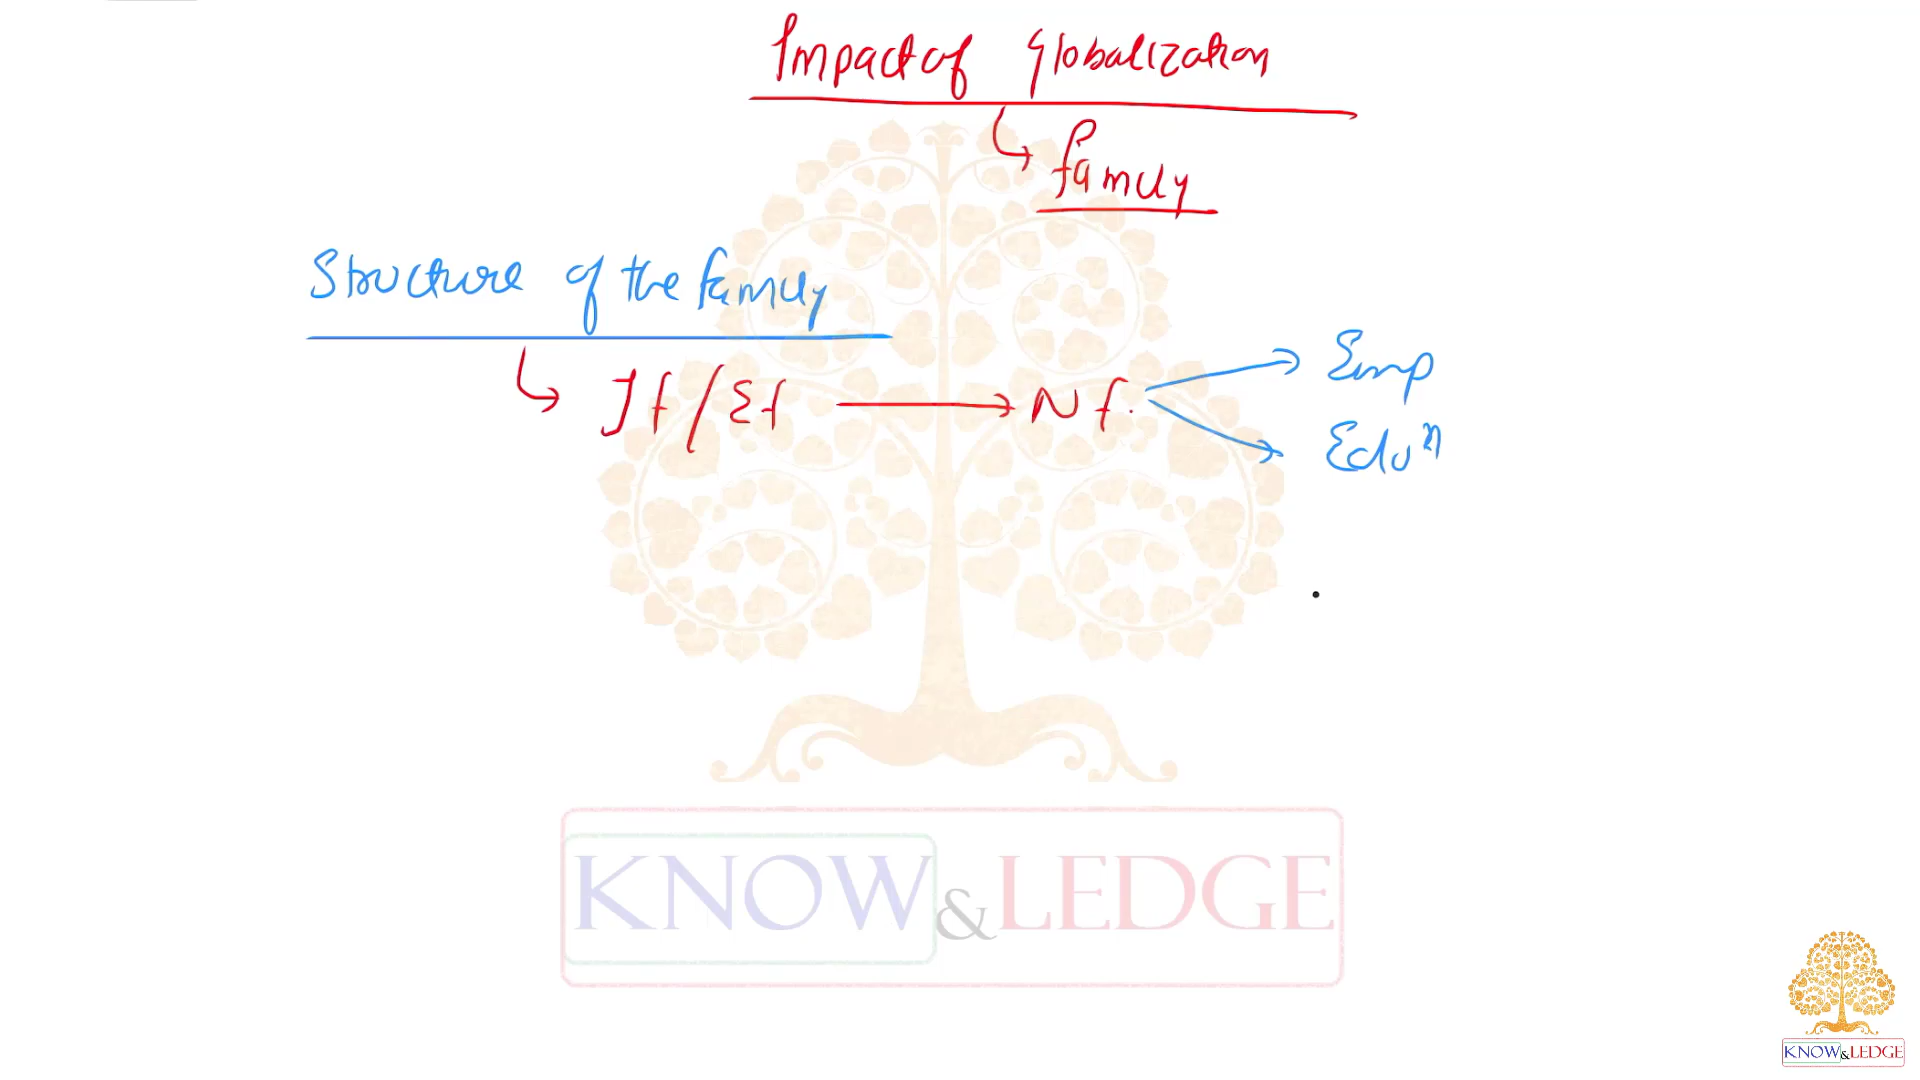 Impact of Globalization
↳ family
Structure of the family
↳ Jf/Ef → Nf. → Emp
→ Eduⁿ
KNOW&LEDGE
KNOW&LEDGE